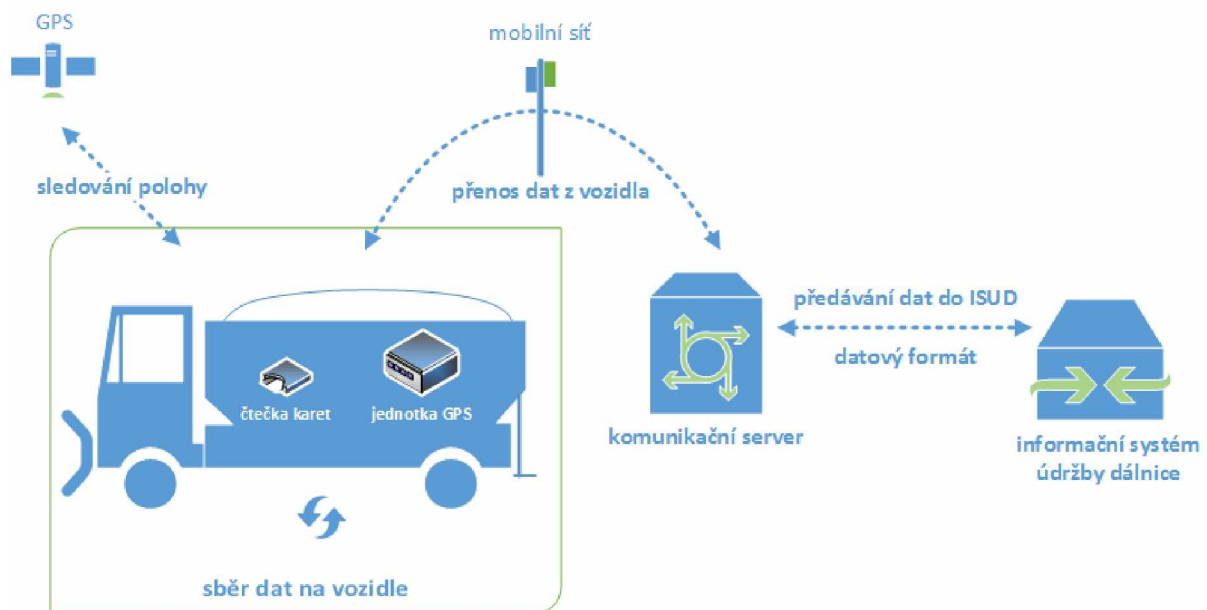 GPS
mobilní síť
sledování polohy
přenos dat z vozidla
předávání dat do ISUD
datový formát
čtečka karet
jednotka GPS
komunikační server
informační systém
údržby dálnice
sběr dat na vozidle